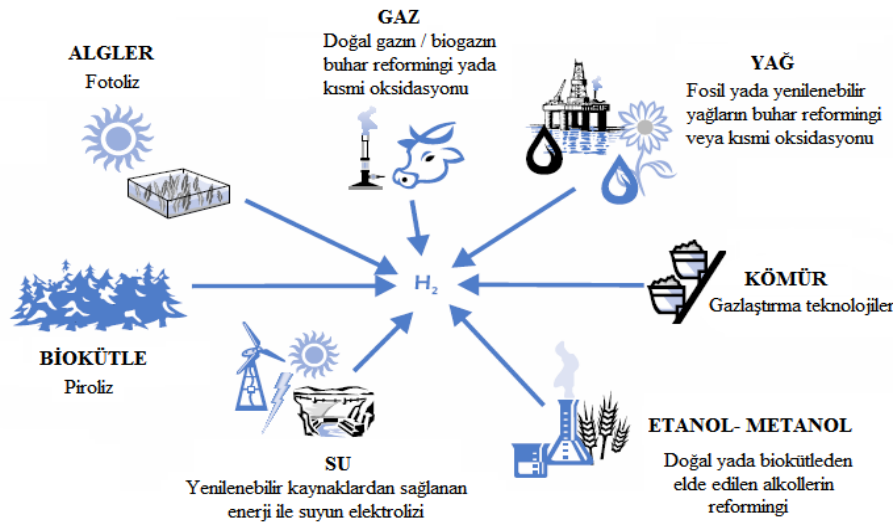 ALGLER
Fotoliz
GAZ
Doğal gazın / biogazın
buhar reformingi yada
kısmi oksidasyonu
YAĞ
Fosil yada yenilenebilir
yağların buhar reformingi
veya kısmi oksidasyonu
H2
KÖMÜR
Gazlaştırma teknolojiler
BİOKÜTLE
Piroliz
SU
Yenilenebilir kaynaklardan sağlanan
enerji ile suyun elektrolizi
ETANOL- METANOL
Doğal yada biokütleden
elde edilen alkollerin
reformingi